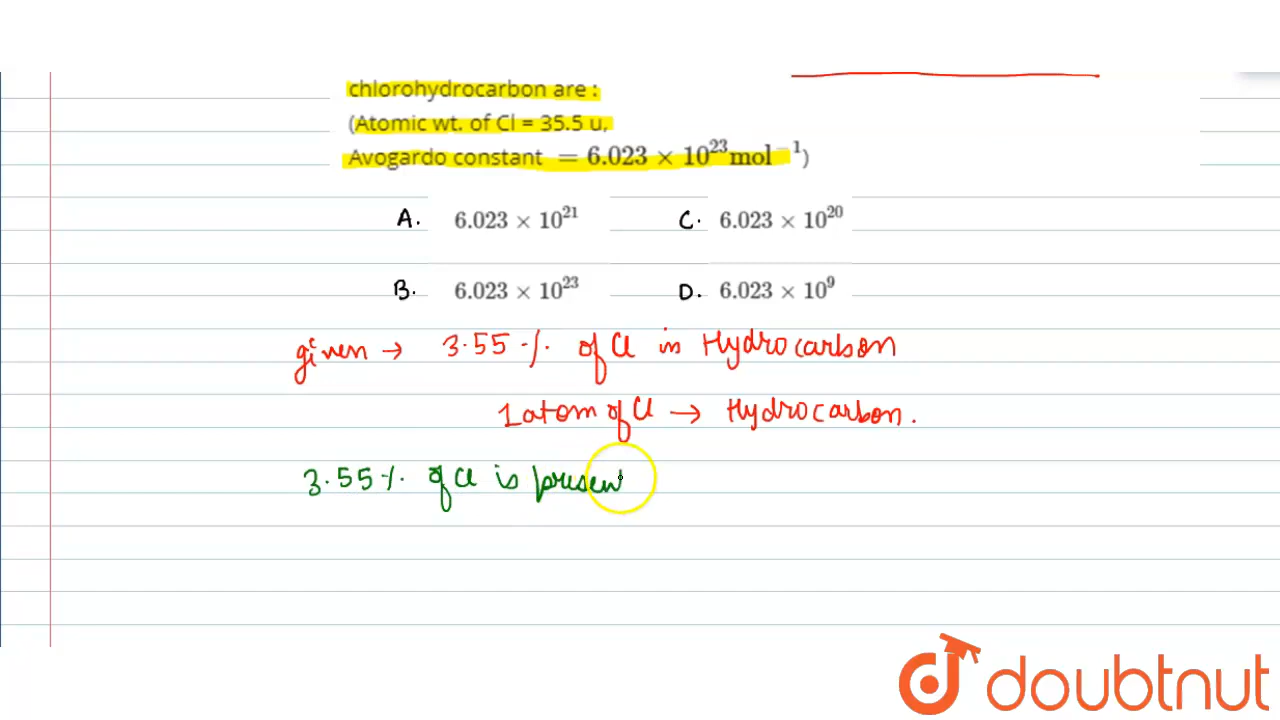 chlorohydrocarbon are :
(Atomic wt. of Cl = 35.5 u,
Avogardo constant = 6.023 × 10²³ mol⁻¹)
A. 6.023 × 10²¹ C. 6.023 × 10²⁰
B. 6.023 × 10²³ D. 6.023 × 10⁹
given → 3.55 % of Cl in Hydrocarbon
1 atom of Cl → Hydrocarbon.
3.55 % of Cl is presen
doubtnut